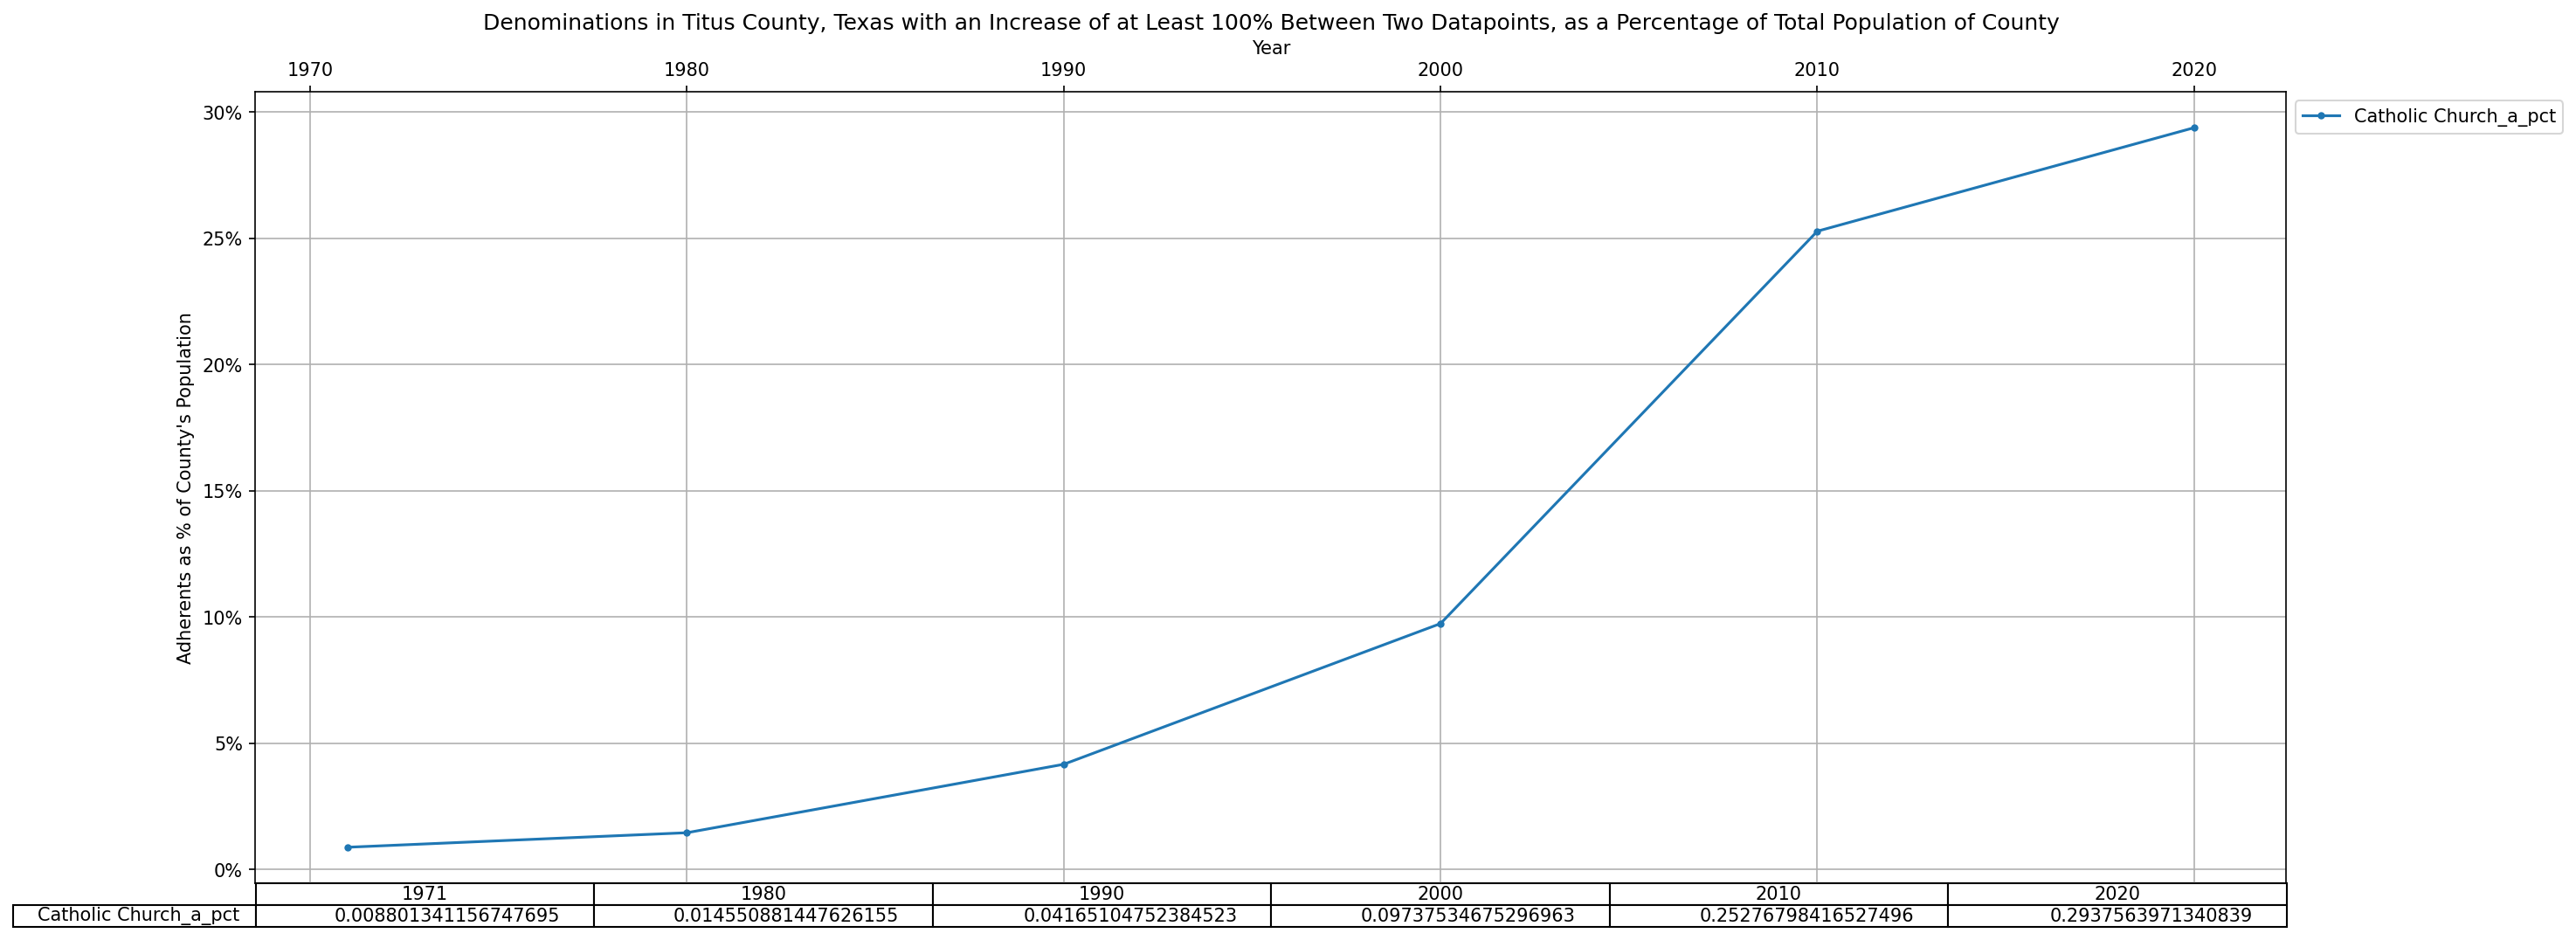 Denominations in Titus County, Texas with an Increase of at Least 100% Between Two Datapoints, as a Percentage of Total Population of County
Year
1970 1980 1990 2000 2010 2020
Catholic Church_a_pct
30%
25%
20%
15%
10%
5%
0%
Adherents as % of County's Population
1971 1980 1990 2000 2010 2020
Catholic Church_a_pct 0.008801341156747695 0.014550881447626155 0.04165104752384523 0.09737534675296963 0.25276798416527496 0.2937563971340839